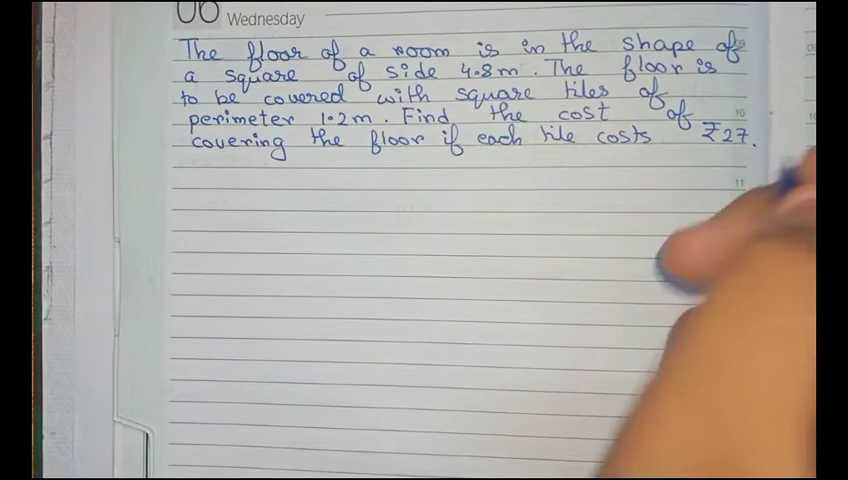 06 Wednesday
The floor of a room is in the shape of
a square of side 4.8m. The floor is
to be covered with square tiles of
perimeter 1.2m. Find the cost of
covering the floor if each tile costs ₹27.
10
11